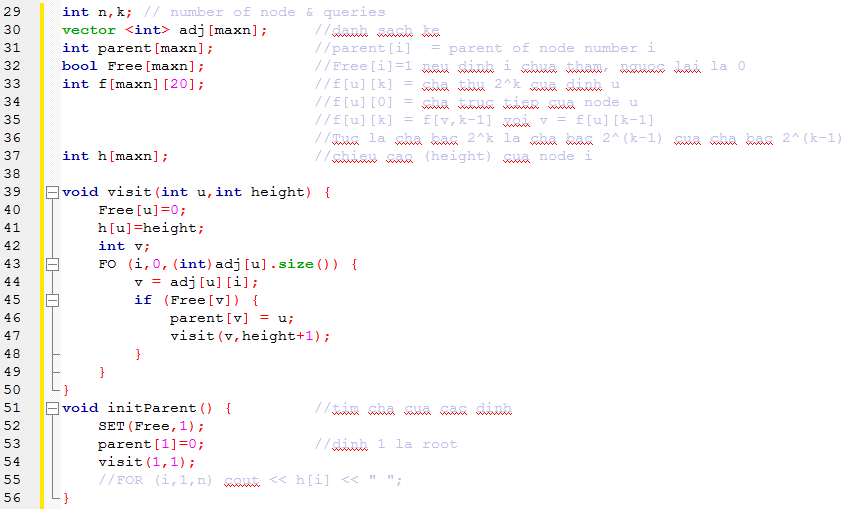 29 int n,k; // number of node & queries
30 vector <int> adj[maxn]; //danh sach ke
31 int parent[maxn]; //parent[i] = parent of node number i
32 bool Free[maxn]; //Free[i]=1 neu dinh i chua tham, nguoc lai la 0
33 int f[maxn][20]; //f[u][k] = cha thu 2^k cua dinh u
34 //f[u][0] = cha truc tiep cua node u
35 //f[u][k] = f[v,k-1] voi v = f[u][k-1]
36 //Tuc la cha bac 2^k la cha bac 2^(k-1) cua cha bac 2^(k-1)
37 int h[maxn]; //chieu cao (height) cua node i
38
39 void visit(int u,int height) {
40 Free[u]=0;
41 h[u]=height;
42 int v;
43 FO (i,0,(int)adj[u].size()) {
44 v = adj[u][i];
45 if (Free[v]) {
46 parent[v] = u;
47 visit(v,height+1);
48 }
49 }
50 }
51 void initParent() { //tim cha cua cac dinh
52 SET(Free,1);
53 parent[1]=0; //dinh 1 la root
54 visit(1,1);
55 //FOR (i,1,n) cout << h[i] << " ";
56 }